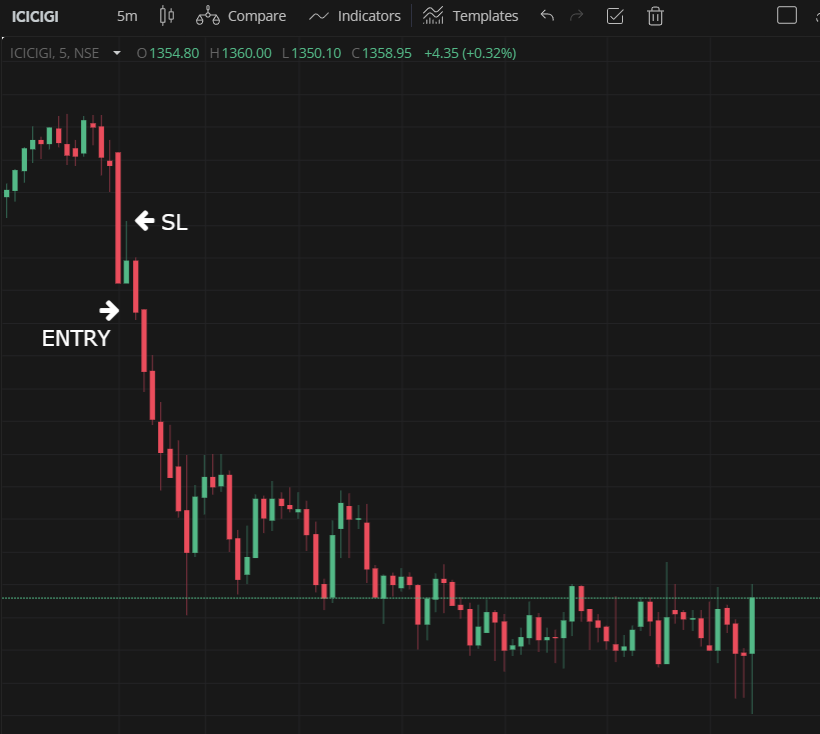 ICICIGI 5m Compare Indicators Templates
ICICIGI, 5, NSE O1354.80 H1360.00 L1350.10 C1358.95 +4.35 (+0.32%)
SL
ENTRY